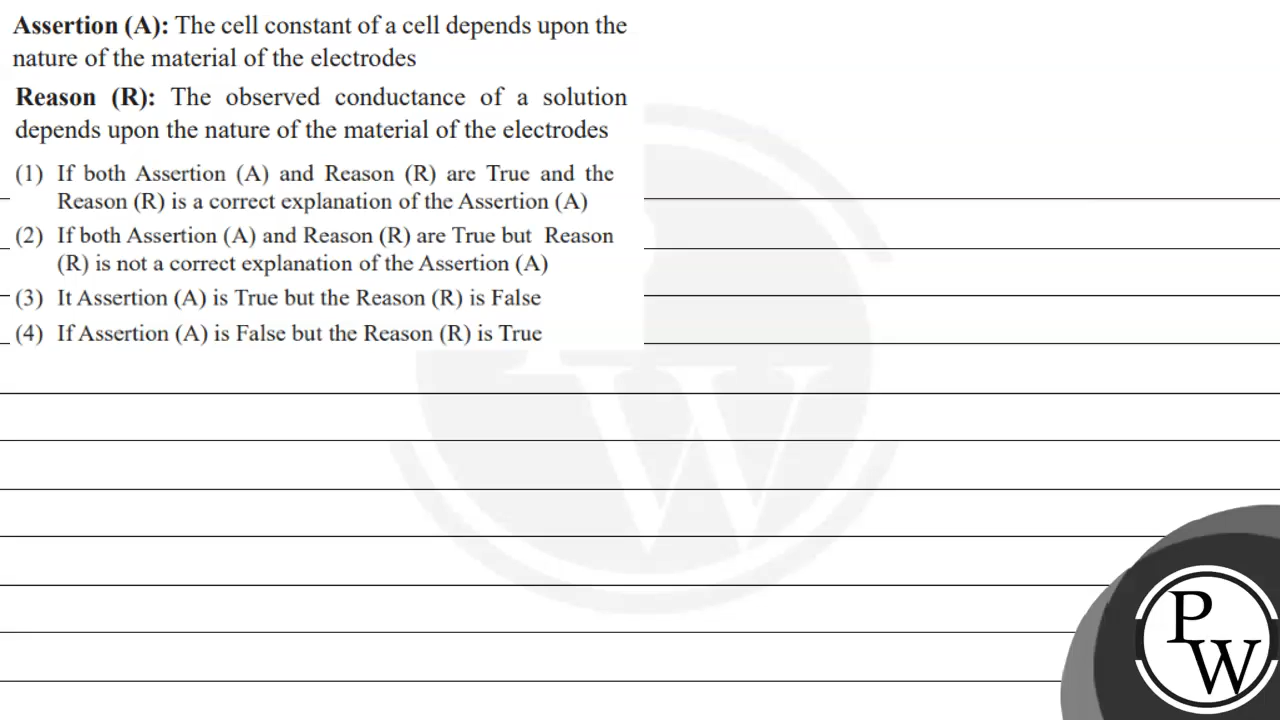 Assertion (A): The cell constant of a cell depends upon the
nature of the material of the electrodes
Reason (R): The observed conductance of a solution
depends upon the nature of the material of the electrodes
(1) If both Assertion (A) and Reason (R) are True and the
Reason (R) is a correct explanation of the Assertion (A)
(2) If both Assertion (A) and Reason (R) are True but Reason
(R) is not a correct explanation of the Assertion (A)
(3) It Assertion (A) is True but the Reason (R) is False
(4) If Assertion (A) is False but the Reason (R) is True
W
P
W